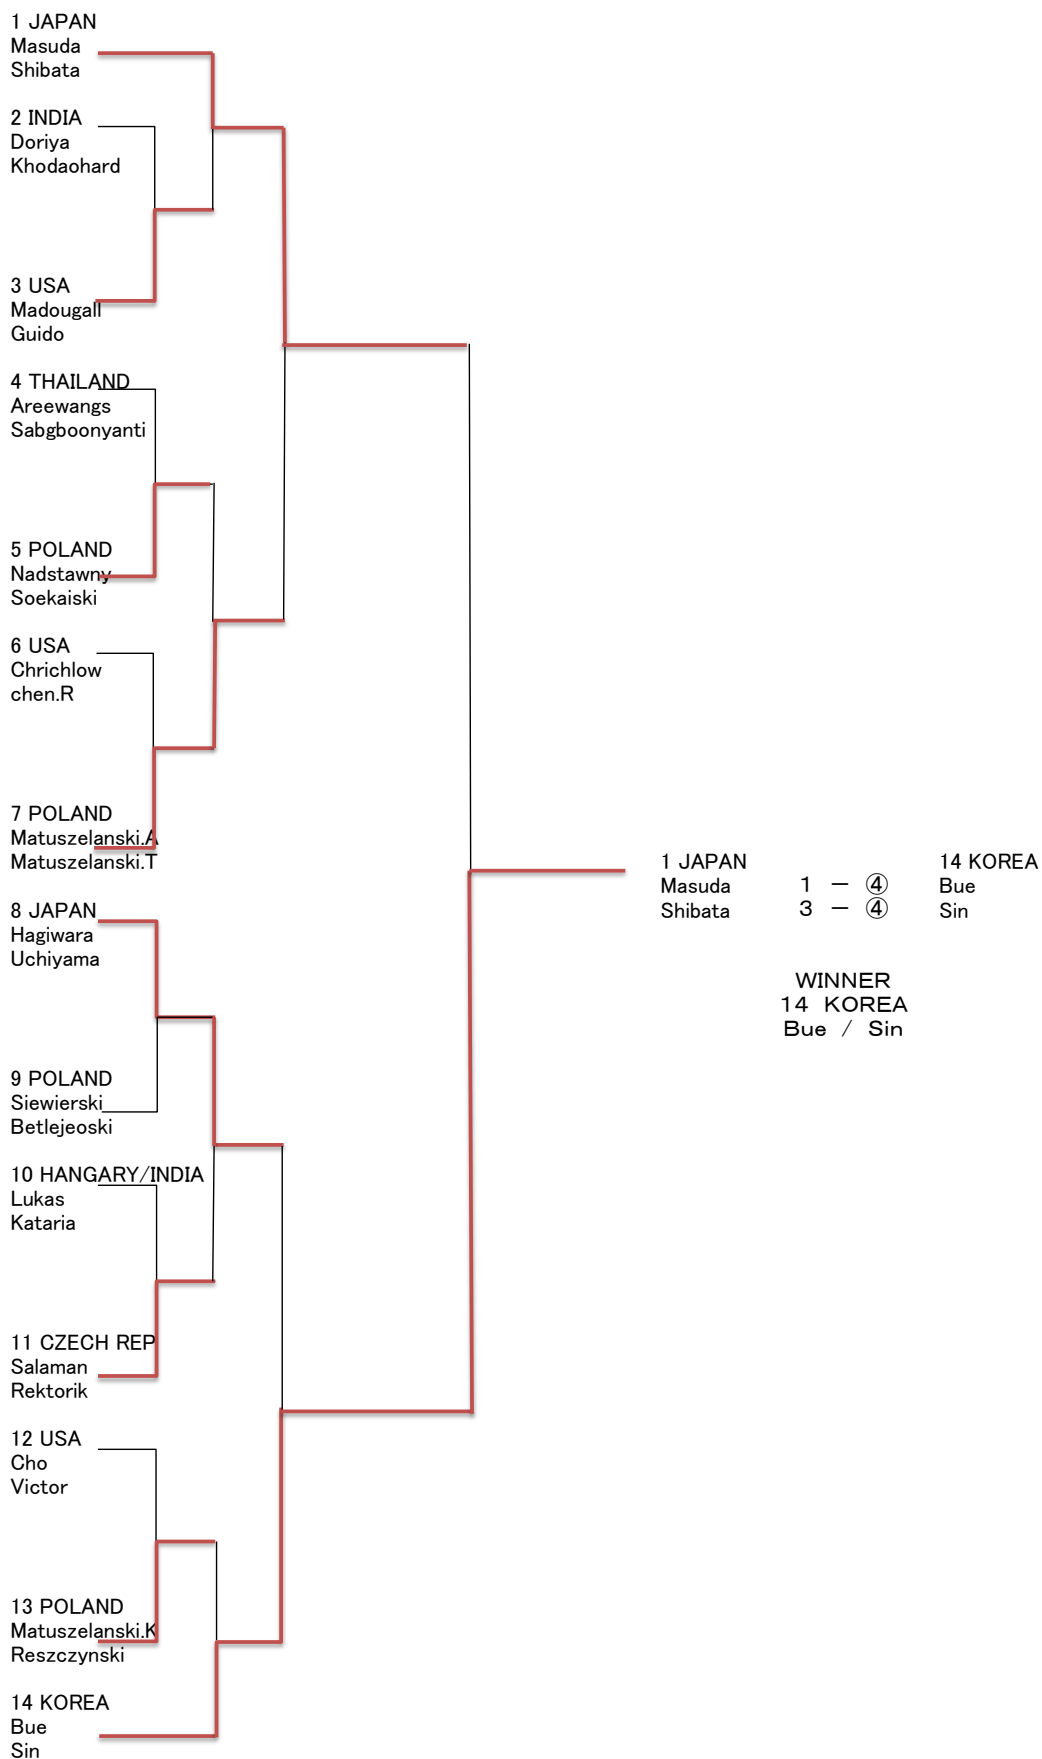 1 JAPAN
Masuda
Shibata
2 INDIA
Doriya
Khodaohard
3 USA
Madougall
Guido
4 THAILAND
Areewangs
Sabgboonyanti
5 POLAND
Nadstawny
Soekaiski
6 USA
Chrichlow
chen.R
7 POLAND
Matuszelanski.A
Matuszelanski.T
8 JAPAN
Hagiwara
Uchiyama
9 POLAND
Siewierski
Betlejeoski
10 HANGARY/INDIA
Lukas
Kataria
11 CZECH REP
Salaman
Rektorik
12 USA
Cho
Victor
13 POLAND
Matuszelanski.K
Reszczynski
14 KOREA
Bue
Sin
1 JAPAN 14 KOREA
Masuda 1 － ④ Bue
Shibata 3 － ④ Sin
WINNER
14 KOREA
Bue / Sin